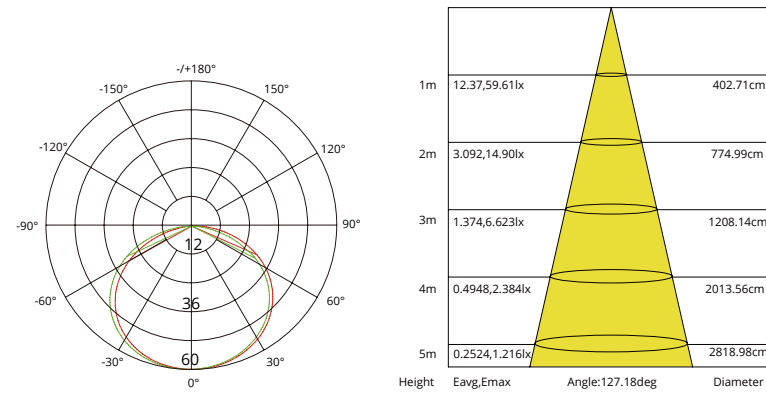 -/+180°
-150°
150°
-120°
120°
-90°
90°
12
-60°
60°
36
-30°
30°
60
0°
1m 12.37,59.61lx 402.71cm
2m 3.092,14.90lx 774.99cm
3m 1.374,6.623lx 1208.14cm
4m 0.4948,2.384lx 2013.56cm
5m 0.2524,1.216lx 2818.98cm
Height Eavg,Emax Angle:127.18deg Diameter